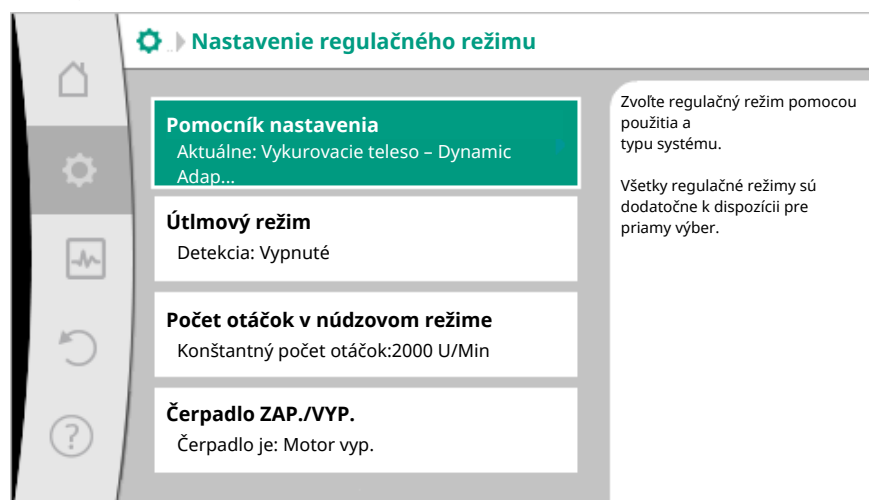 Nastavenie regulačného režimu
Pomocník nastavenia
Aktuálne: Vykurovacie teleso – Dynamic
Adap...
Útlmový režim
Detekcia: Vypnuté
Počet otáčok v núdzovom režime
Konštantný počet otáčok:2000 U/Min
Čerpadlo ZAP./VYP.
Čerpadlo je: Motor vyp.
Zvoľte regulačný režim pomocou
použitia a
typu systému.
Všetky regulačné režimy sú
dodatočne k dispozícii pre
priamy výber.